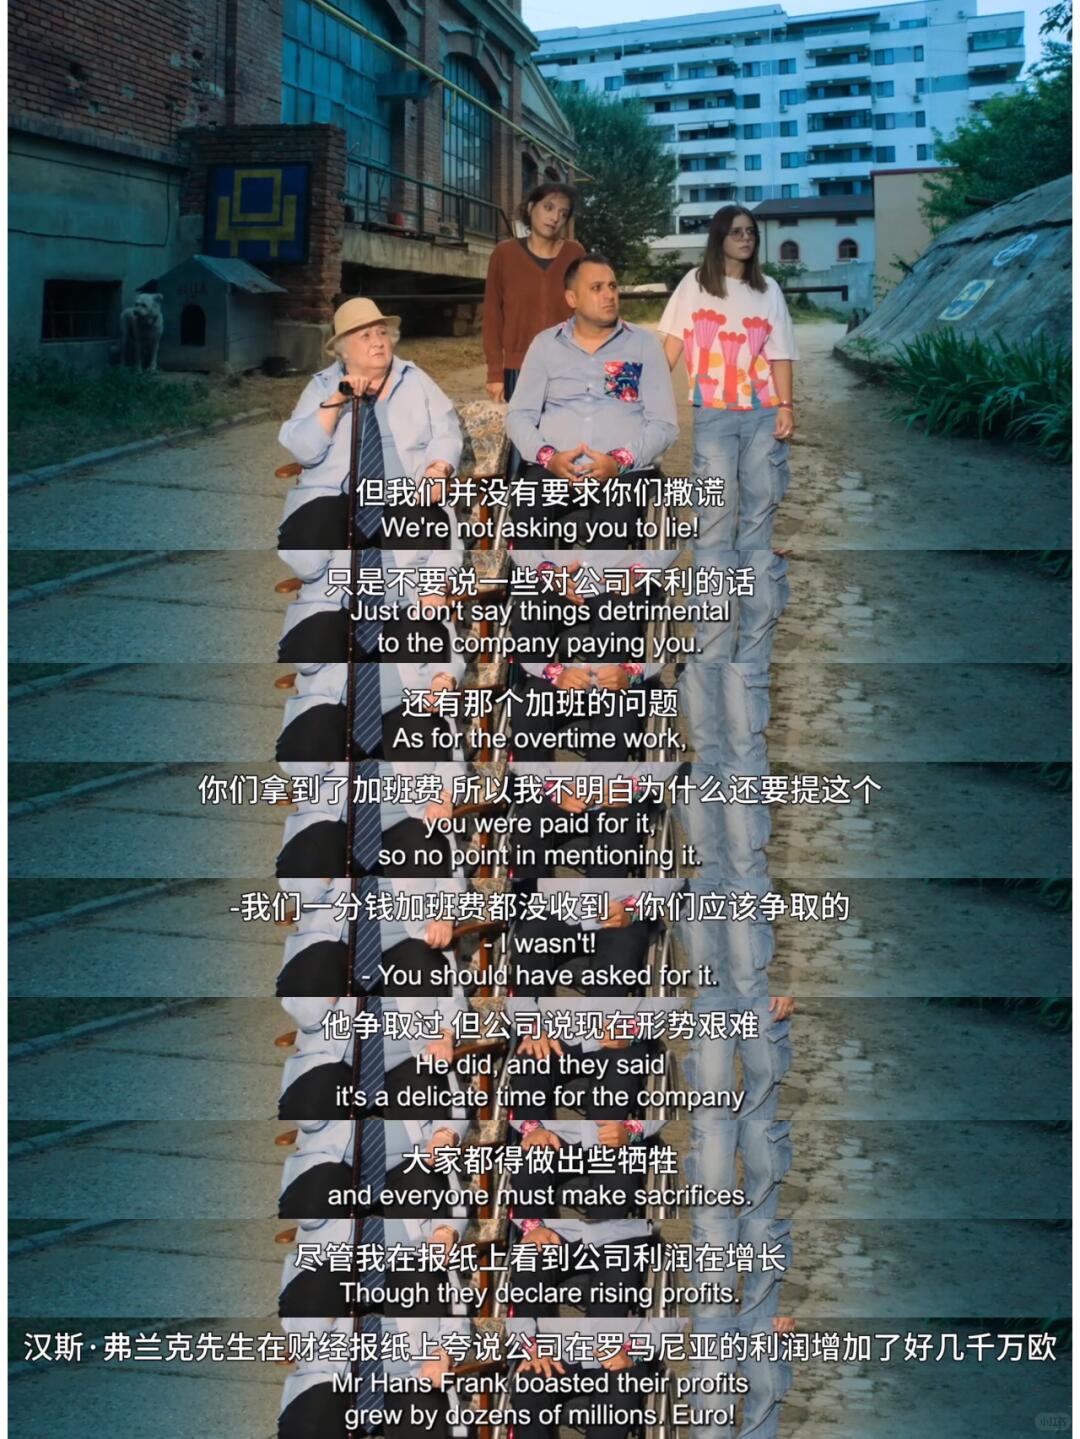 但我们并没有要求你们撒谎
We're not asking you to lie!
只是不要说一些对公司不利的话
Just don't say things detrimental
to the company paying you.
还有那个加班的问题
As for the overtime work,
你们拿到了加班费 所以我不明白为什么还要提这个
you were paid for it,
so no point in mentioning it.
-我们一分钱加班费都没收到 -你们应该争取的
- I wasn't!
- You should have asked for it.
他争取过 但公司说现在形势艰难
He did, and they said
it's a delicate time for the company
大家都得做出些牺牲
and everyone must make sacrifices.
尽管我在报纸上看到公司利润在增长
Though they declare rising profits.
汉斯·弗兰克先生在财经报纸上夸说公司在罗马尼亚的利润增加了好几千万欧
Mr Hans Frank boasted their profits
grew by dozens of millions. Euro!